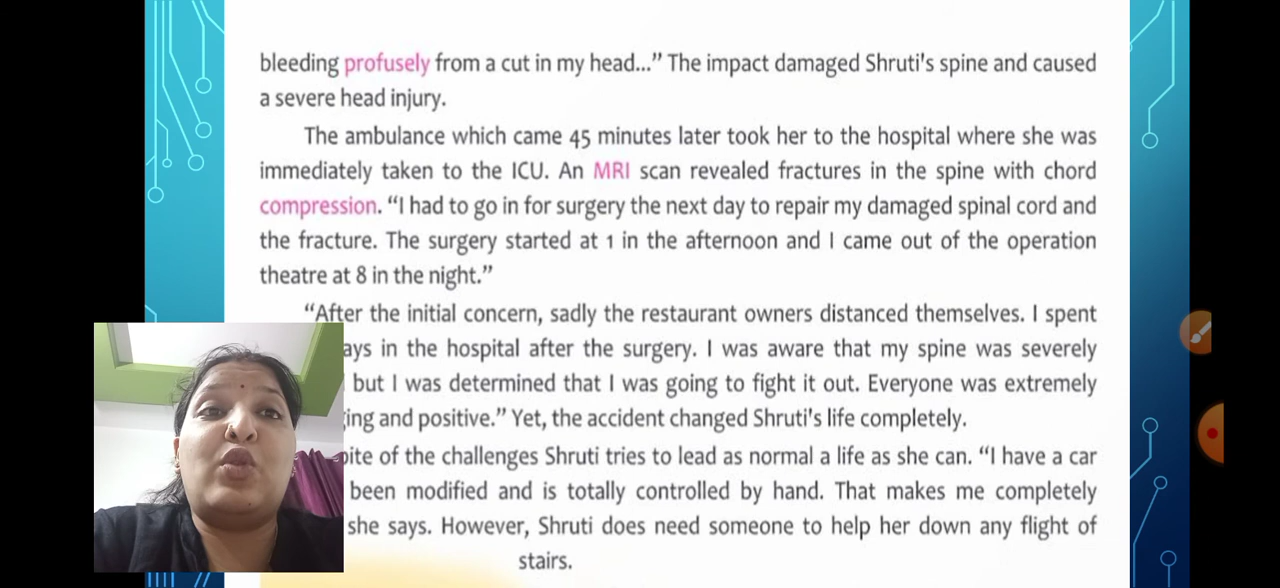 bleeding profusely from a cut in my head...” The impact damaged Shruti's spine and caused
a severe head injury.
The ambulance which came 45 minutes later took her to the hospital where she was
immediately taken to the ICU. An MRI scan revealed fractures in the spine with chord
compression. “I had to go in for surgery the next day to repair my damaged spinal cord and
the fracture. The surgery started at 1 in the afternoon and I came out of the operation
theatre at 8 in the night.”
“After the initial concern, sadly the restaurant owners distanced themselves. I spent
ays in the hospital after the surgery. I was aware that my spine was severely
but I was determined that I was going to fight it out. Everyone was extremely
ging and positive.” Yet, the accident changed Shruti's life completely.
pite of the challenges Shruti tries to lead as normal a life as she can. “I have a car
been modified and is totally controlled by hand. That makes me completely
she says. However, Shruti does need someone to help her down any flight of
stairs.